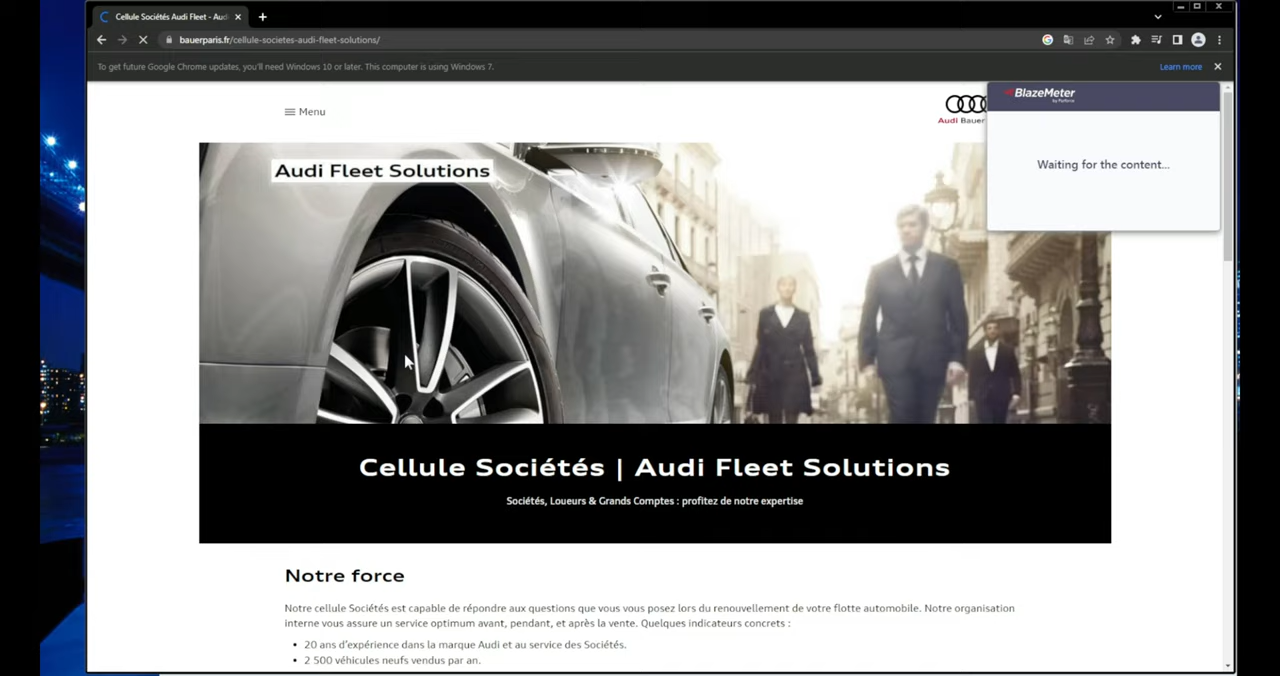 Cellule Sociétés Audi Fleet - Aud
bauerparis.fr/cellule-societes-audi-fleet-solutions/
To get future Google Chrome updates, you'll need Windows 10 or later. This computer is using Windows 7.
Learn more
Menu
Audi Bauer
BlazeMeter
by Perforce
Waiting for the content...
Audi Fleet Solutions
Cellule Sociétés | Audi Fleet Solutions
Sociétés, Loueurs & Grands Comptes : profitez de notre expertise
Notre force
Notre cellule Sociétés est capable de répondre aux questions que vous vous posez lors du renouvellement de votre flotte automobile. Notre organisation
interne vous assure un service optimum avant, pendant, et après la vente. Quelques indicateurs concrets :
• 20 ans d'expérience dans la marque Audi et au service des Sociétés.
• 2 500 véhicules neufs vendus par an.